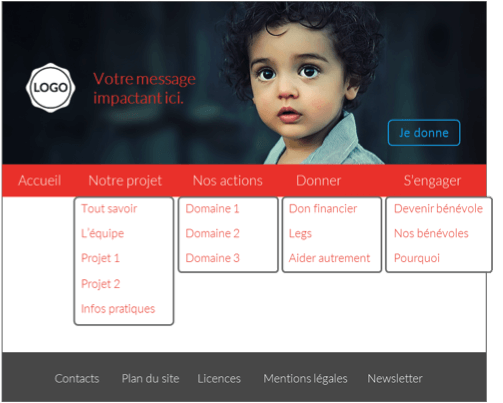 LOGO
Votre message
impactant ici.
Je donne
Accueil Notre projet Nos actions Donner S'engager
Tout savoir Domaine 1 Don financier Devenir bénévole
L'équipe Domaine 2 Legs Nos bénévoles
Projet 1 Domaine 3 Aider autrement Pourquoi
Projet 2
Infos pratiques
Contacts Plan du site Licences Mentions légales Newsletter